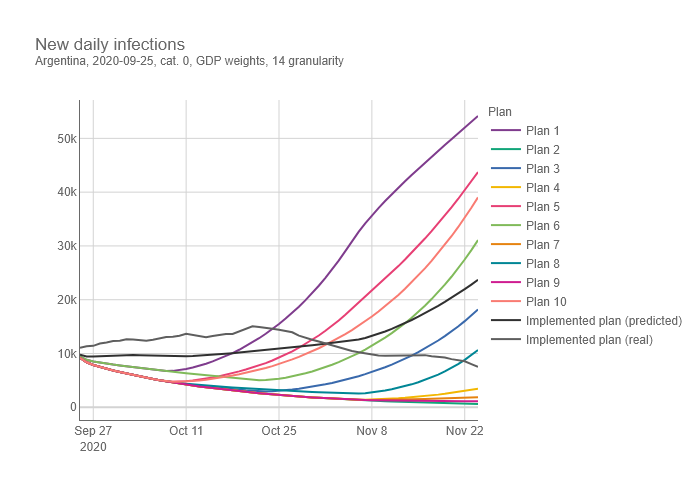 New daily infections
Argentina, 2020-09-25, cat. 0, GDP weights, 14 granularity
Plan
50k
Plan 1
Plan 2
Plan 3
40k
Plan 4
Plan 5
Plan 6
30k
Plan 7
Plan 8
Plan 9
20k
Plan 10
Implemented plan (predicted)
Implemented plan (real)
10k
0
Sep 27 Oct 11 Oct 25 Nov 8 Nov 22
2020